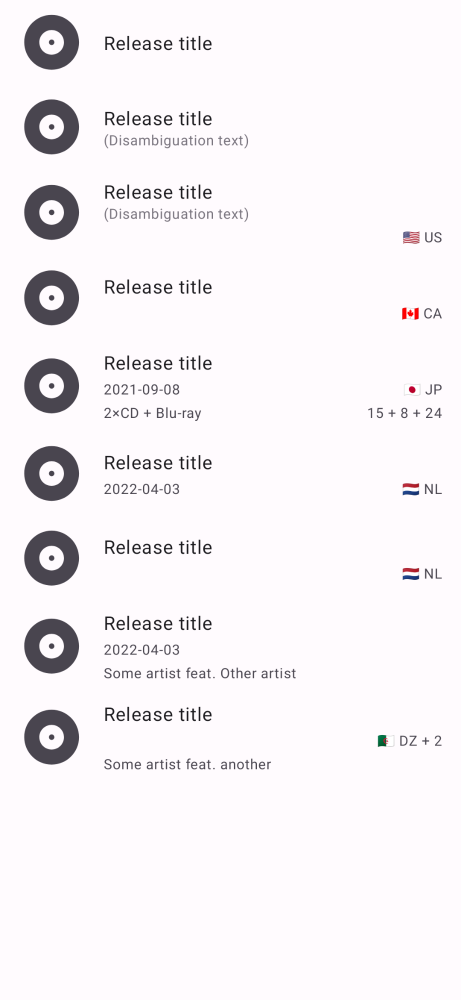 Release title
Release title
(Disambiguation text)
Release title
(Disambiguation text)
🇺🇸 US
Release title
🇨🇦 CA
Release title
2021-09-08 🇯🇵 JP
2×CD + Blu-ray 15 + 8 + 24
Release title
2022-04-03 🇳🇱 NL
Release title
🇳🇱 NL
Release title
2022-04-03
Some artist feat. Other artist
Release title
🇩🇿 DZ + 2
Some artist feat. another